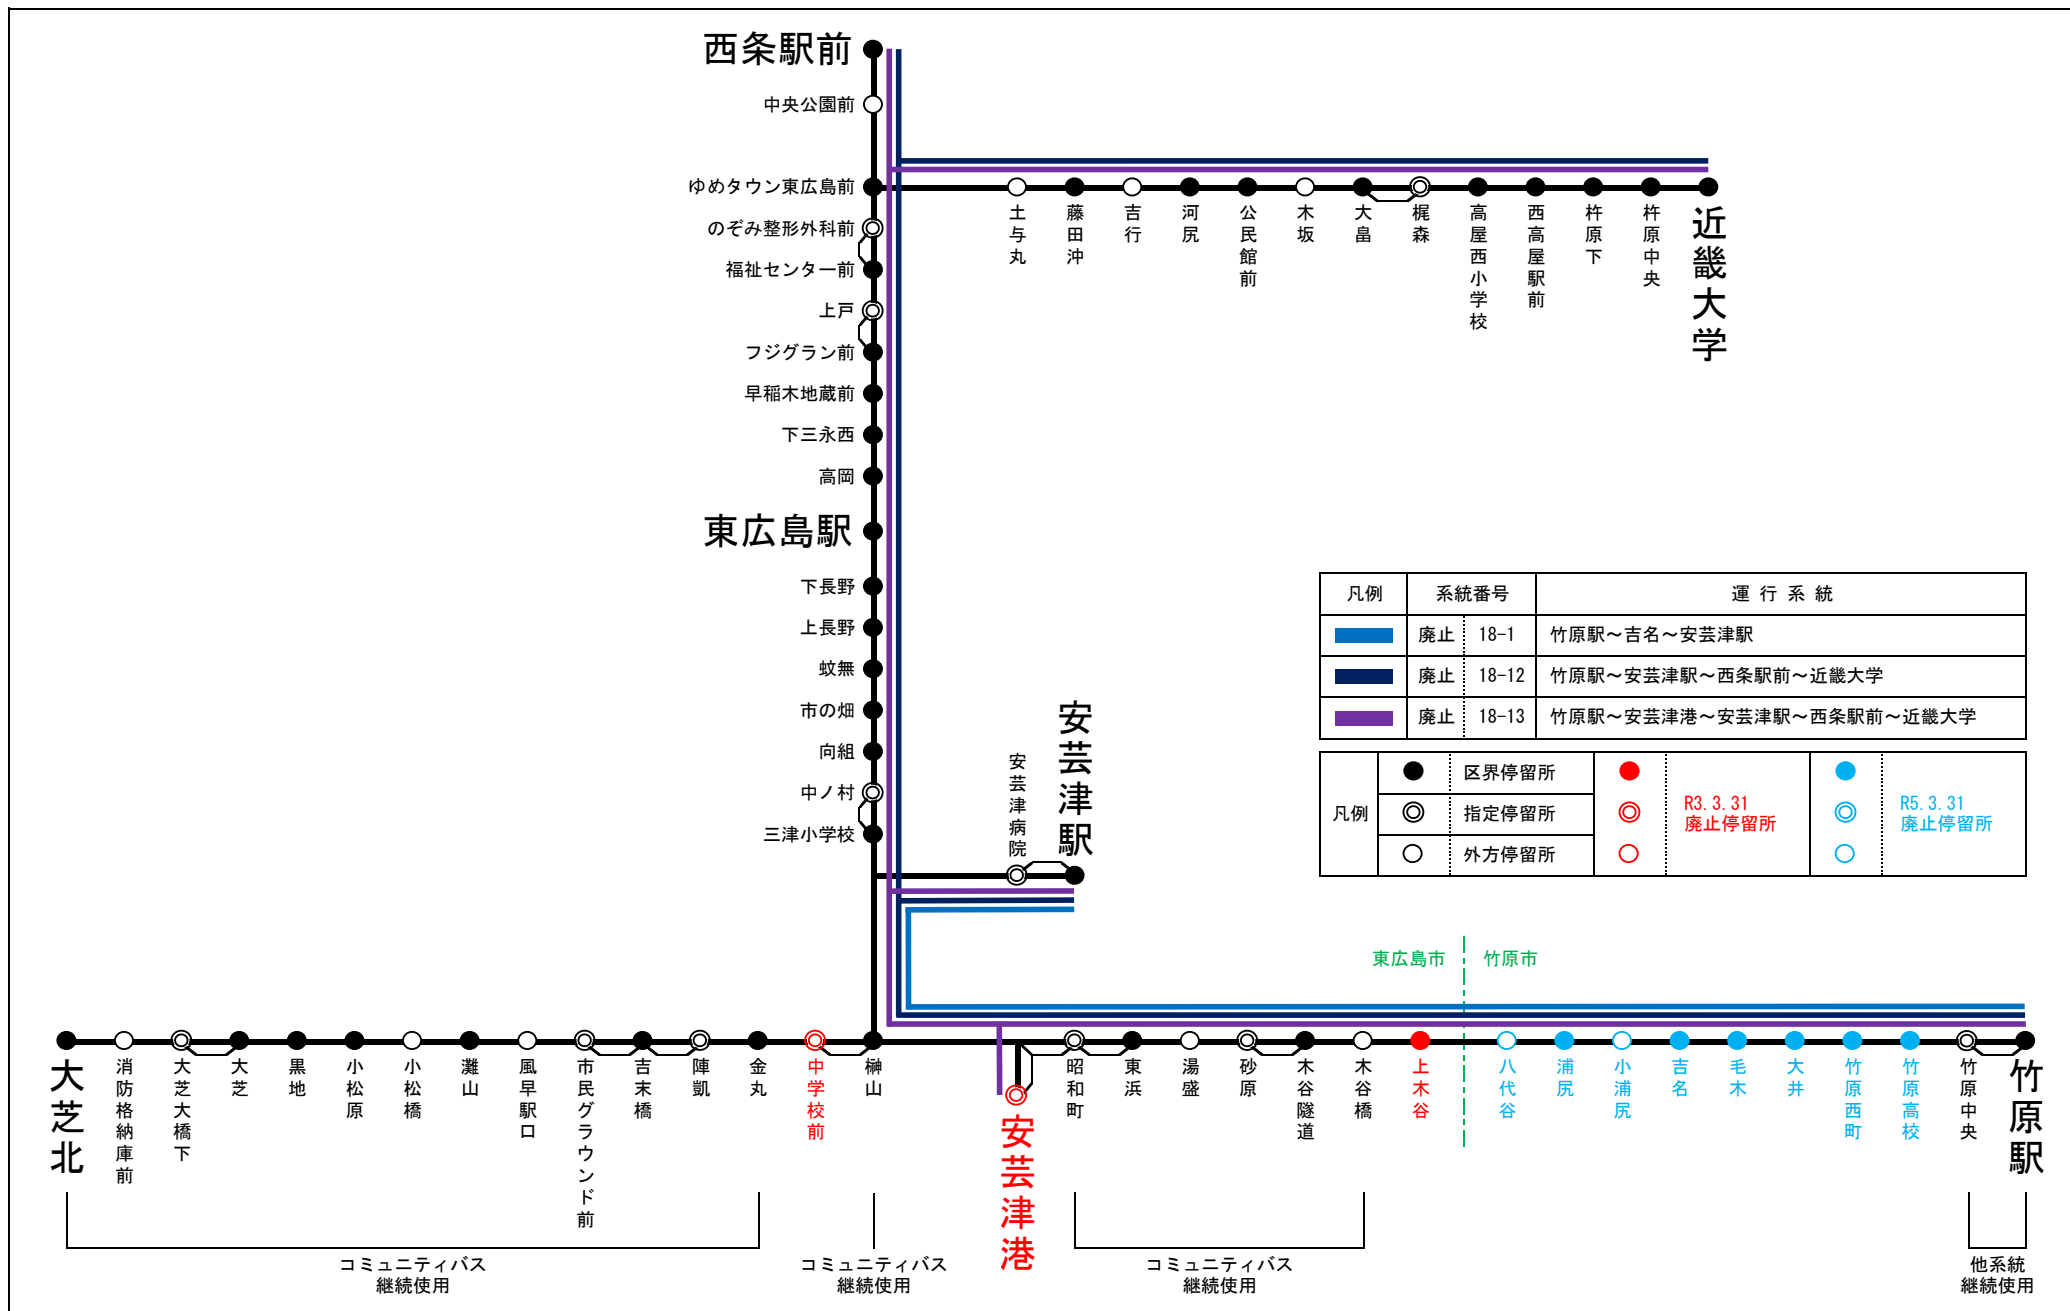 西条駅前
中央公園前
ゆめタウン東広島前
のぞみ整形外科前
福祉センター前
上戸
フジグラン前
早稲木地蔵前
下三永西
高岡
東広島駅
下長野
上長野
蚊無
市の畑
向組
中ノ村
三津小学校
土与丸
藤田沖
吉行
河尻
公民館前
木坂
大畠
梶森
高屋西小学校
西高屋駅前
杵原下
杵原中央
近畿大学
安芸津病院
安芸津駅
凡例 系統番号 運行系統
廃止 18-1 竹原駅～吉名～安芸津駅
廃止 18-12 竹原駅～安芸津駅～西条駅前～近畿大学
廃止 18-13 竹原駅～安芸津港～安芸津駅～西条駅前～近畿大学
凡例
区界停留所
指定停留所
外方停留所
R3.3.31
廃止停留所
R5.3.31
廃止停留所
東広島市
竹原市
大芝北
消防格納庫前
大芝大橋下
大芝
黒地
小松原
小松橋
灘山
風早駅口
市民グラウンド前
吉末橋
陣凱
金丸
中学校前
榊山
安芸津港
昭和町
東浜
湯盛
砂原
木谷隧道
木谷橋
上木谷
八代谷
浦尻
小浦尻
吉名
毛木
大井
竹原西町
竹原高校
竹原中央
竹原駅
コミュニティバス
継続使用
コミュニティバス
継続使用
コミュニティバス
継続使用
他系統
継続使用